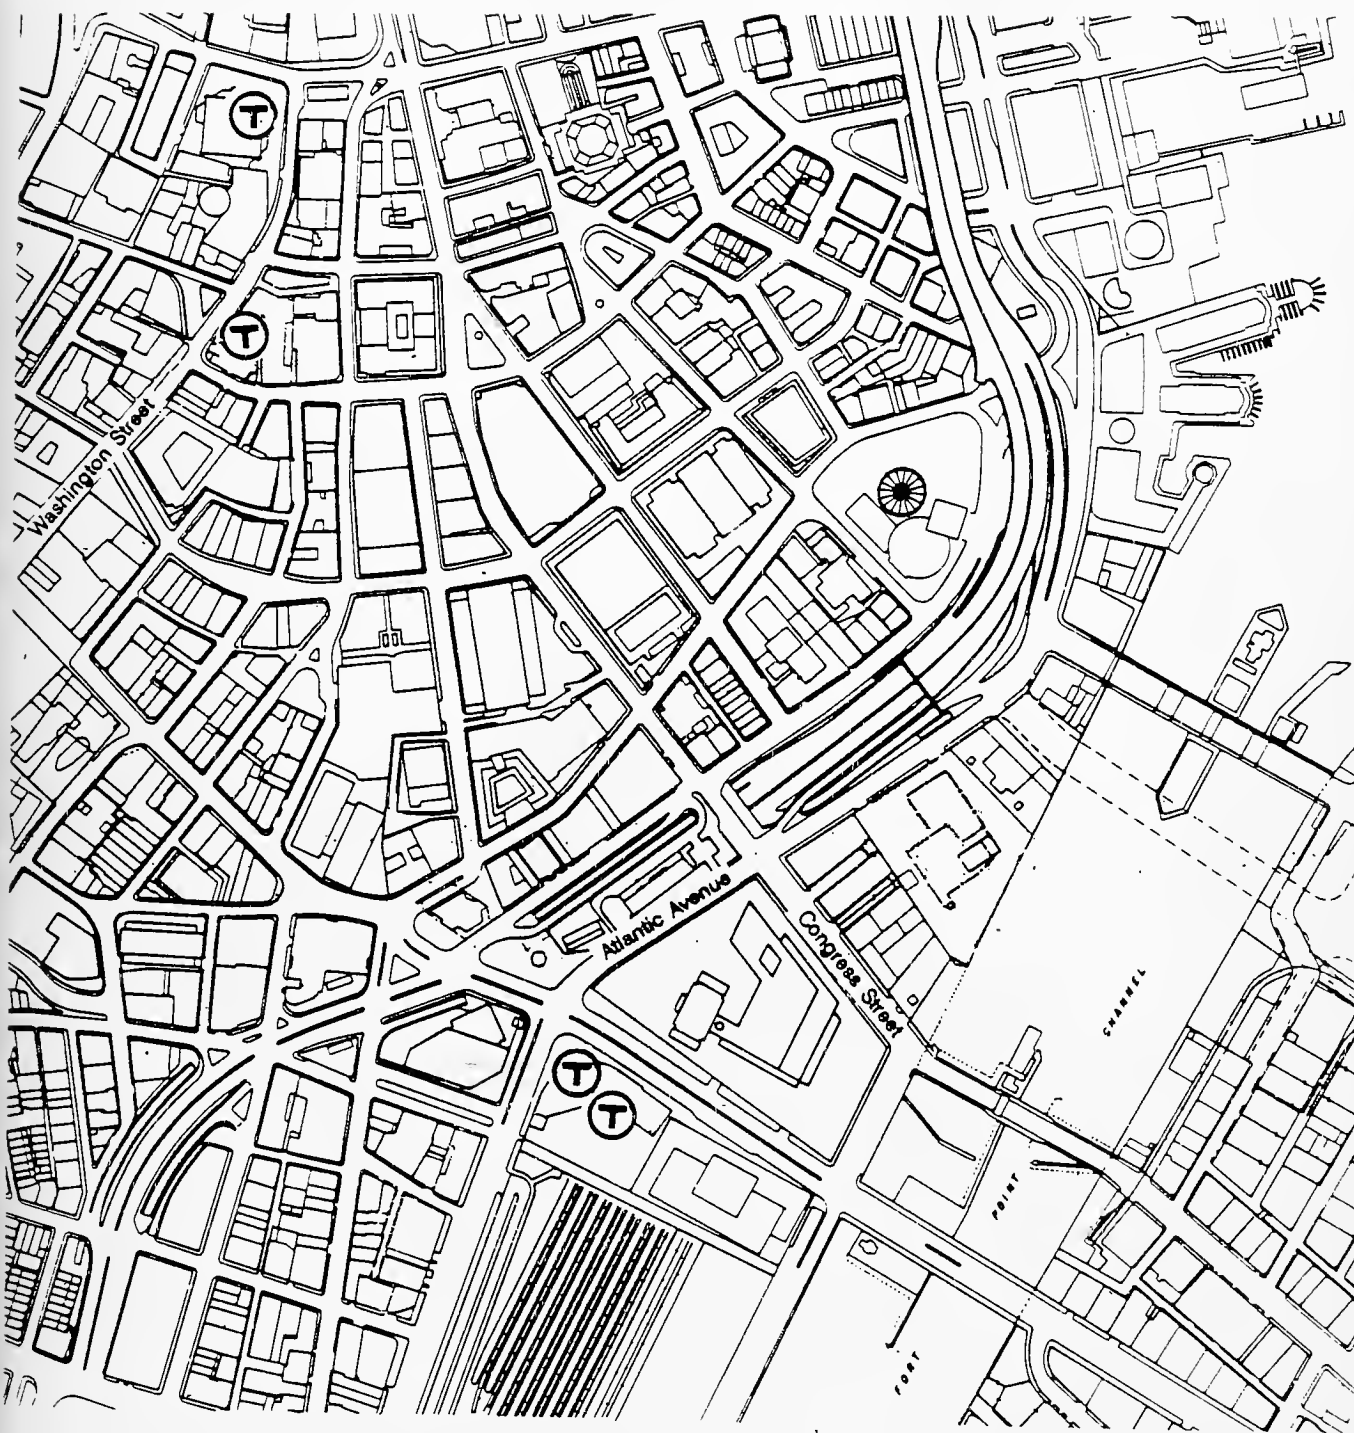 T
T
Washington Street
Atlantic Avenue
Congress Street
CHANNEL
T
T
POINT
FORT